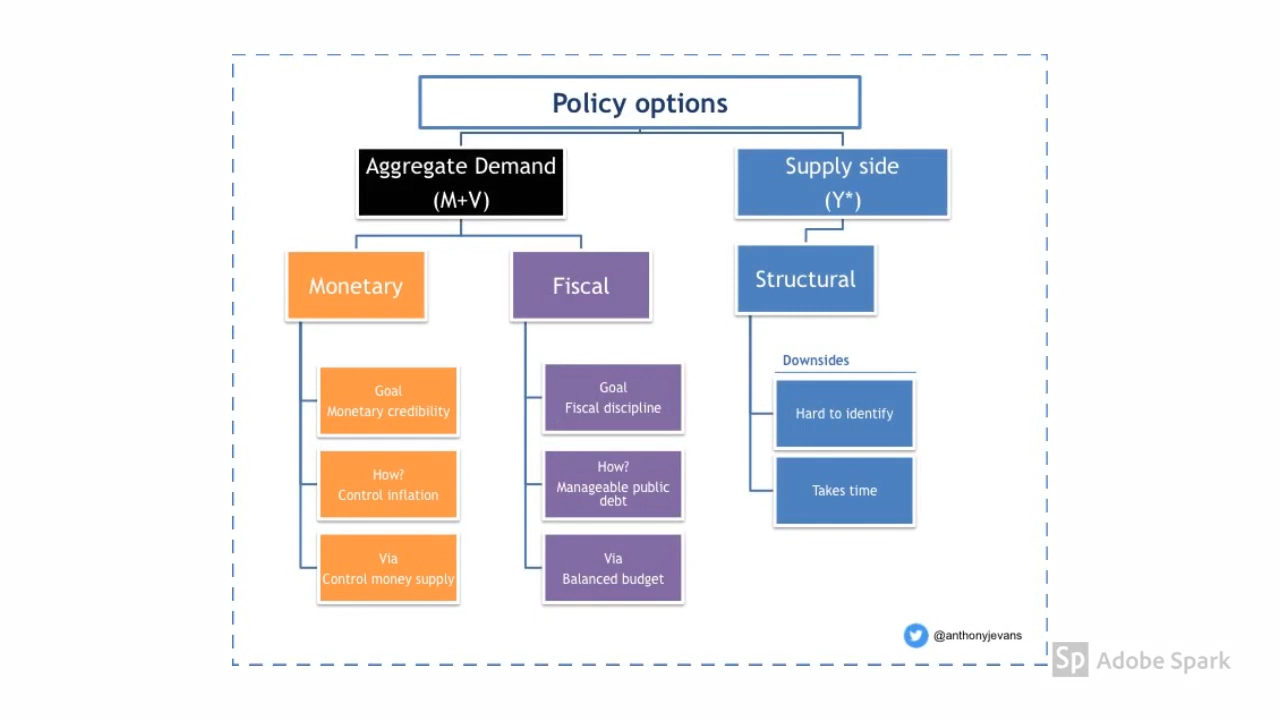 Policy options
Aggregate Demand
(M+V)
Supply side
(Y*)
Monetary
Fiscal
Structural
Goal
Monetary credibility
How?
Control inflation
Via
Control money supply
Goal
Fiscal discipline
How?
Manageable public
debt
Via
Balanced budget
Downsides
Hard to identify
Takes time
@anthonyjevans
Sp Adobe Spark